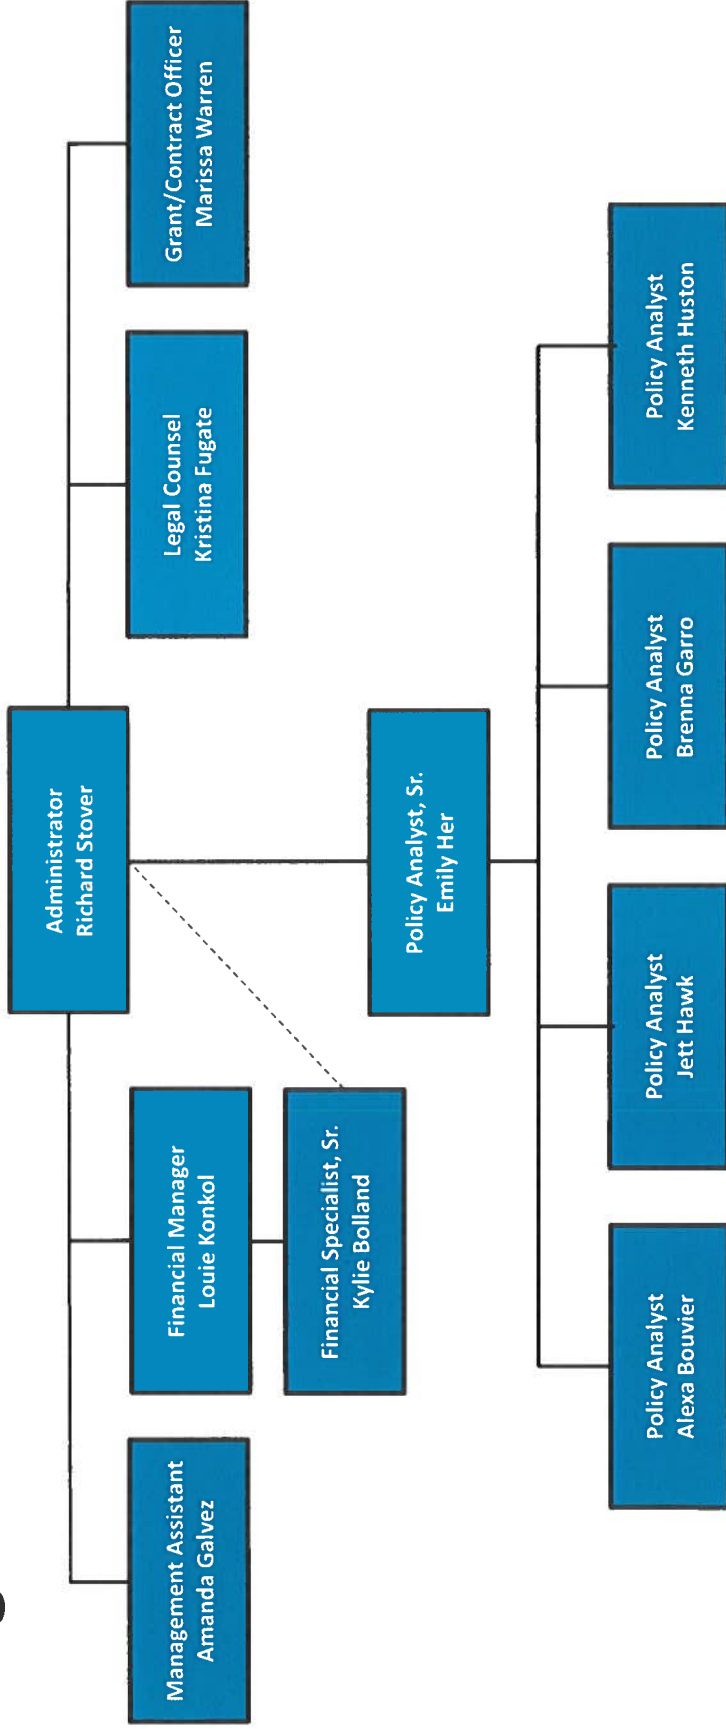 Administrator
Richard Stover
Management Assistant
Amanda Galvez
Financial Manager
Louie Konkol
Legal Counsel
Kristina Fugate
Grant/Contract Officer
Marissa Warren
Financial Specialist, Sr.
Kylie Bolland
Policy Analyst, Sr.
Emily Her
Policy Analyst
Alexa Bouvier
Policy Analyst
Jett Hawk
Policy Analyst
Brenna Garro
Policy Analyst
Kenneth Huston